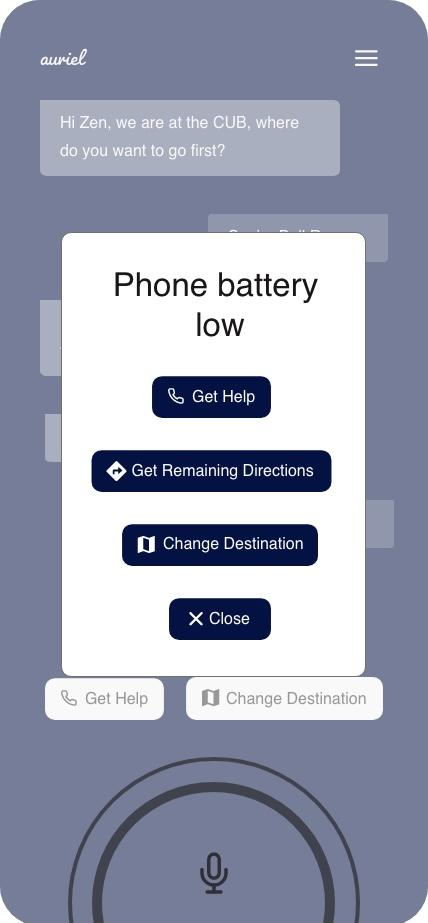 auriel
Hi Zen, we are at the CUB, where
do you want to go first?
Phone battery
low
Get Help
Get Remaining Directions
Change Destination
Close
Get Help
Change Destination